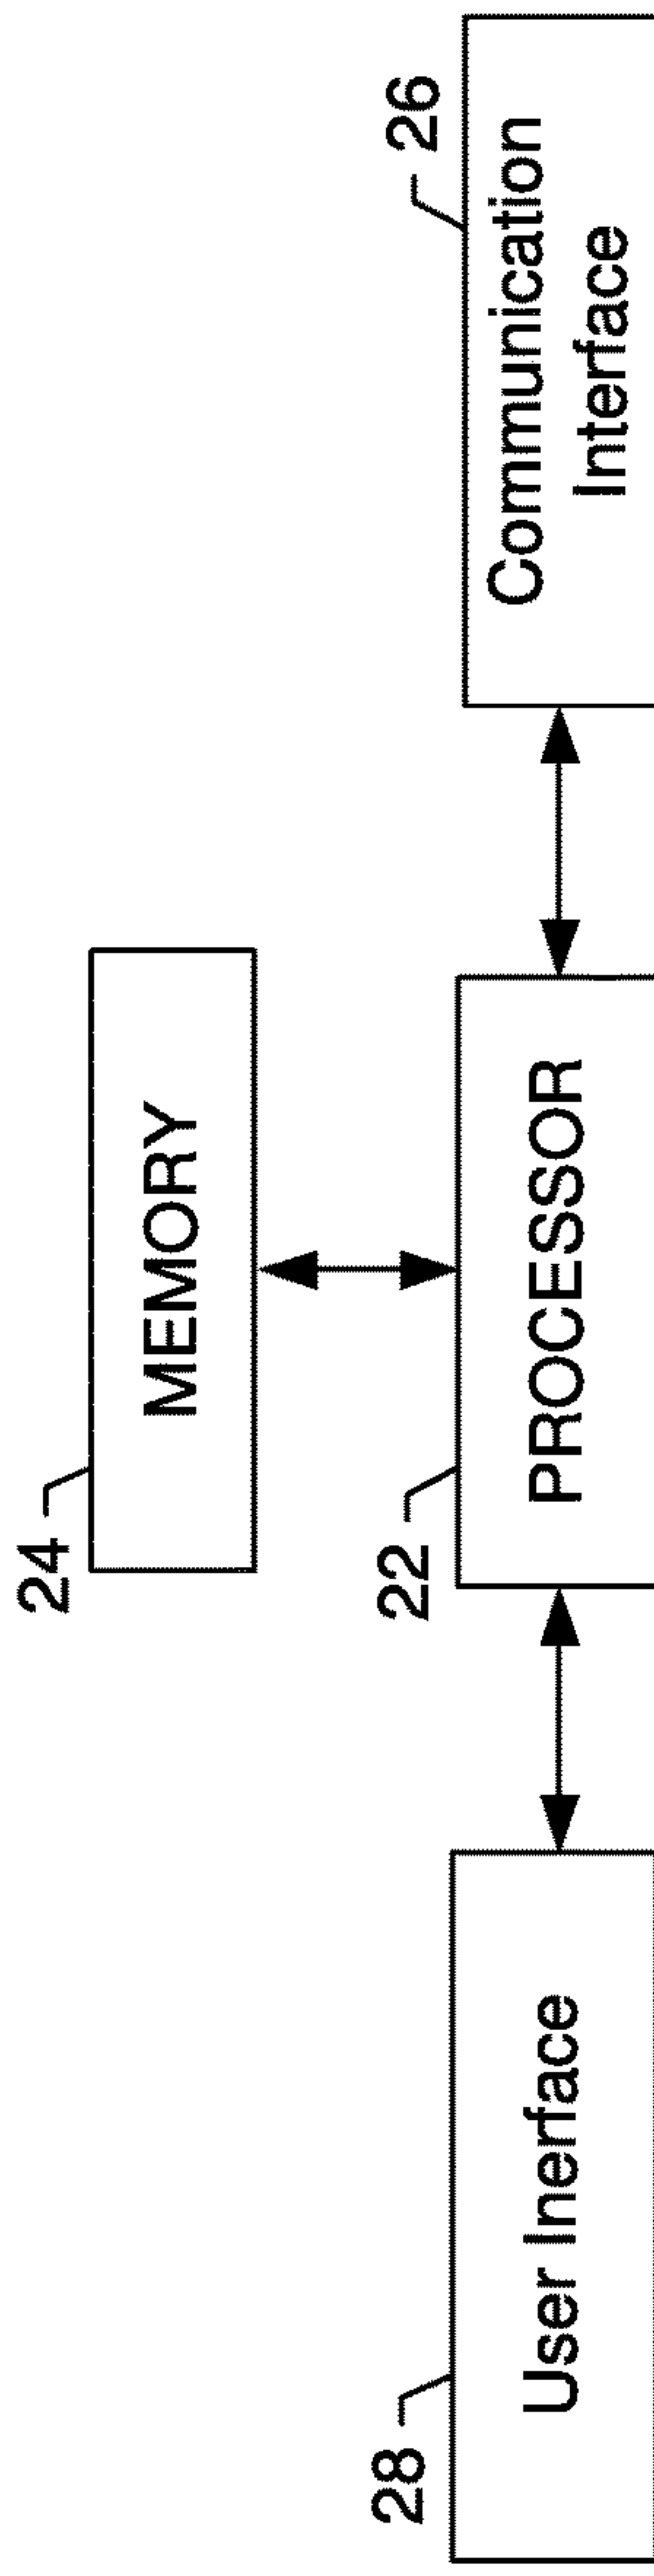 24
MEMORY
22
26
28
User Inerface
PROCESSOR
Communication
Interface